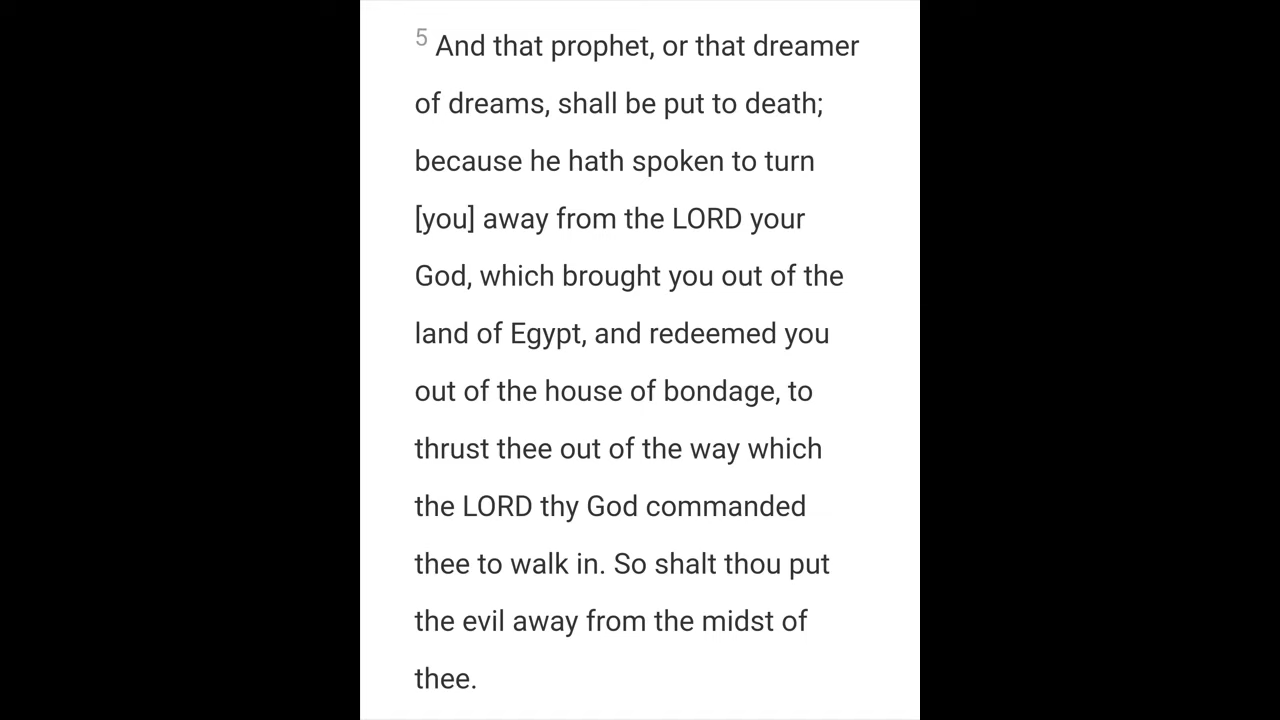 5 And that prophet, or that dreamer
of dreams, shall be put to death;
because he hath spoken to turn
[you] away from the LORD your
God, which brought you out of the
land of Egypt, and redeemed you
out of the house of bondage, to
thrust thee out of the way which
the LORD thy God commanded
thee to walk in. So shalt thou put
the evil away from the midst of
thee.